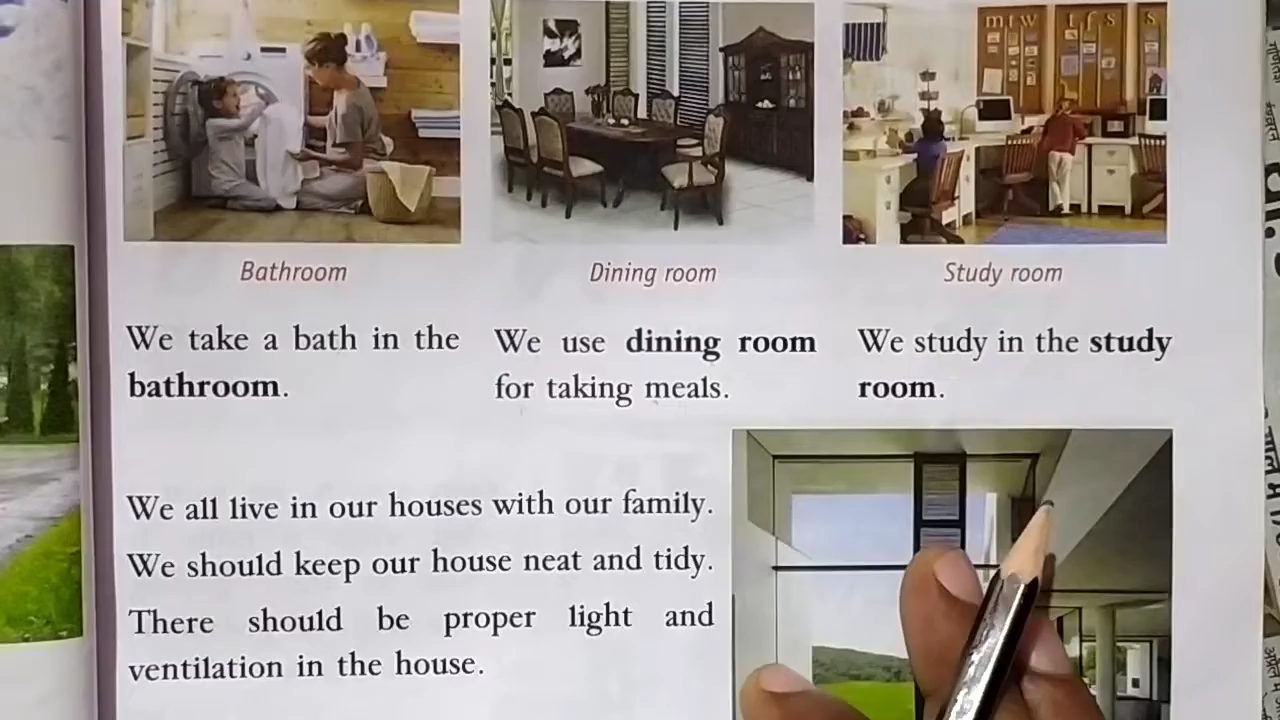 m t w t f s s
Bathroom
Dining room
Study room
We take a bath in the
bathroom.
We use dining room
for taking meals.
We study in the study
room.
We all live in our houses with our family.
We should keep our house neat and tidy.
There should be proper light and
ventilation in the house.